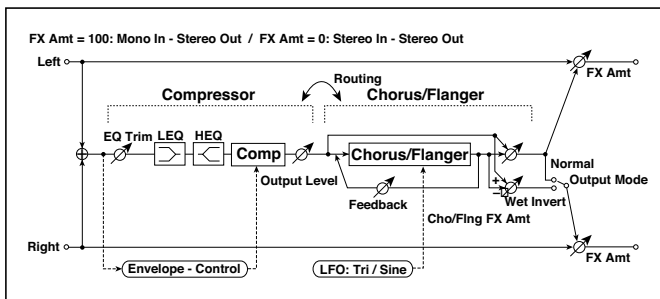 FX Amt = 100: Mono In - Stereo Out / FX Amt = 0: Stereo In - Stereo Out
Left
FX Amt
Routing
Compressor
Chorus/Flanger
EQ Trim
LEQ
HEQ
Comp
Chorus/Flanger
Normal
Output Level
Output Mode
+
−
Wet Invert
Feedback
Cho/Flng FX Amt
Right
FX Amt
Envelope - Control
LFO: Tri / Sine